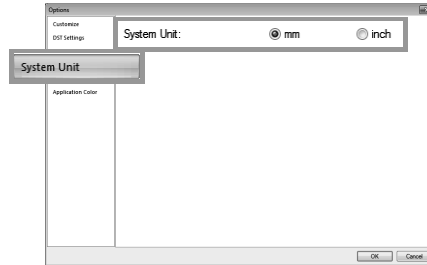 Options
Customize
DST Settings
System Unit: mm inch
System Unit
Application Color
OK Cancel